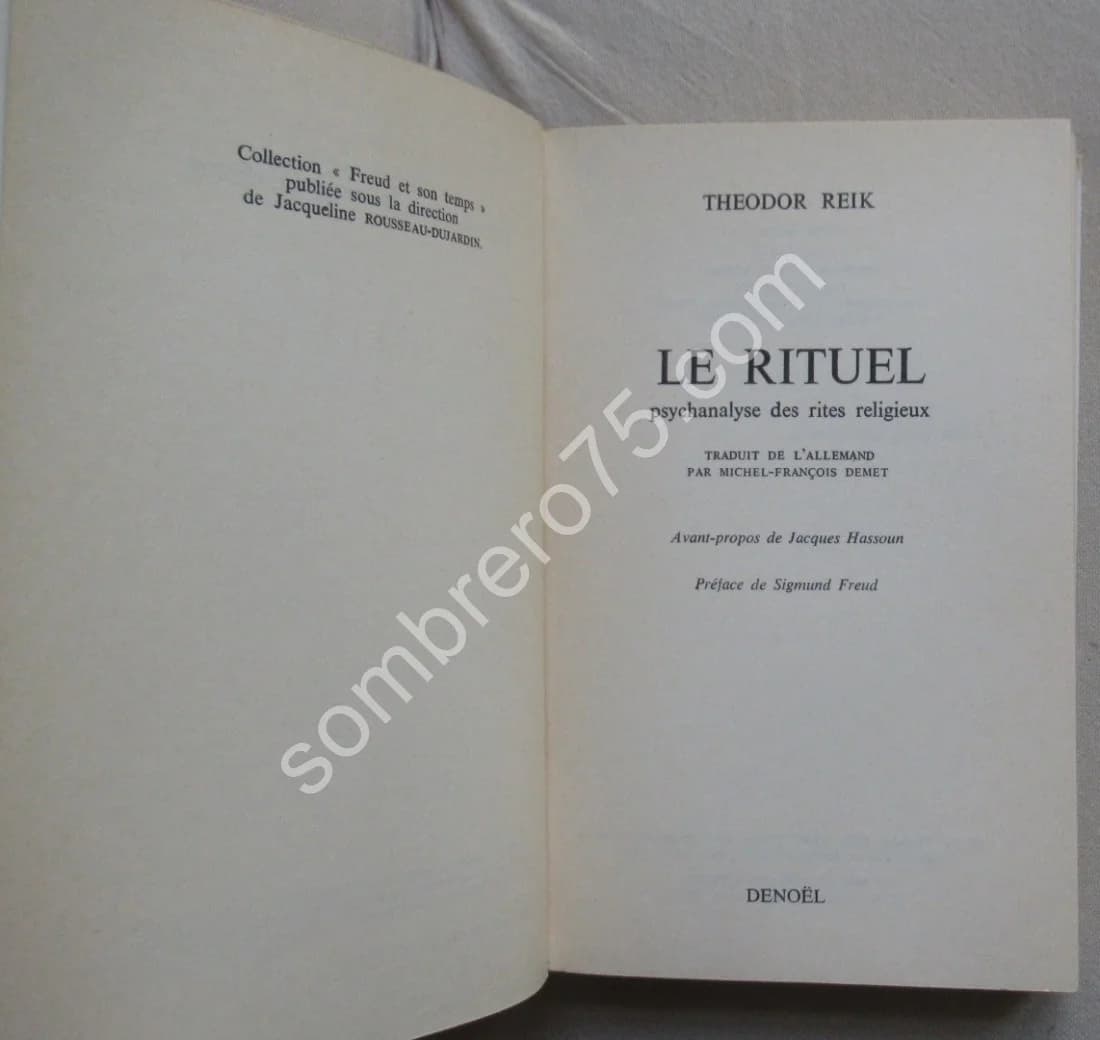 Collection « Freud et son temps »
publiée sous la direction
de Jacqueline ROUSSEAU-DUJARDIN.
THEODOR REIK
LE RITUEL
psychanalyse des rites religieux
TRADUIT DE L'ALLEMAND
PAR MICHEL-FRANÇOIS DEMET
Avant-propos de Jacques Hassoun
Préface de Sigmund Freud
DENOËL
sombrero75.com